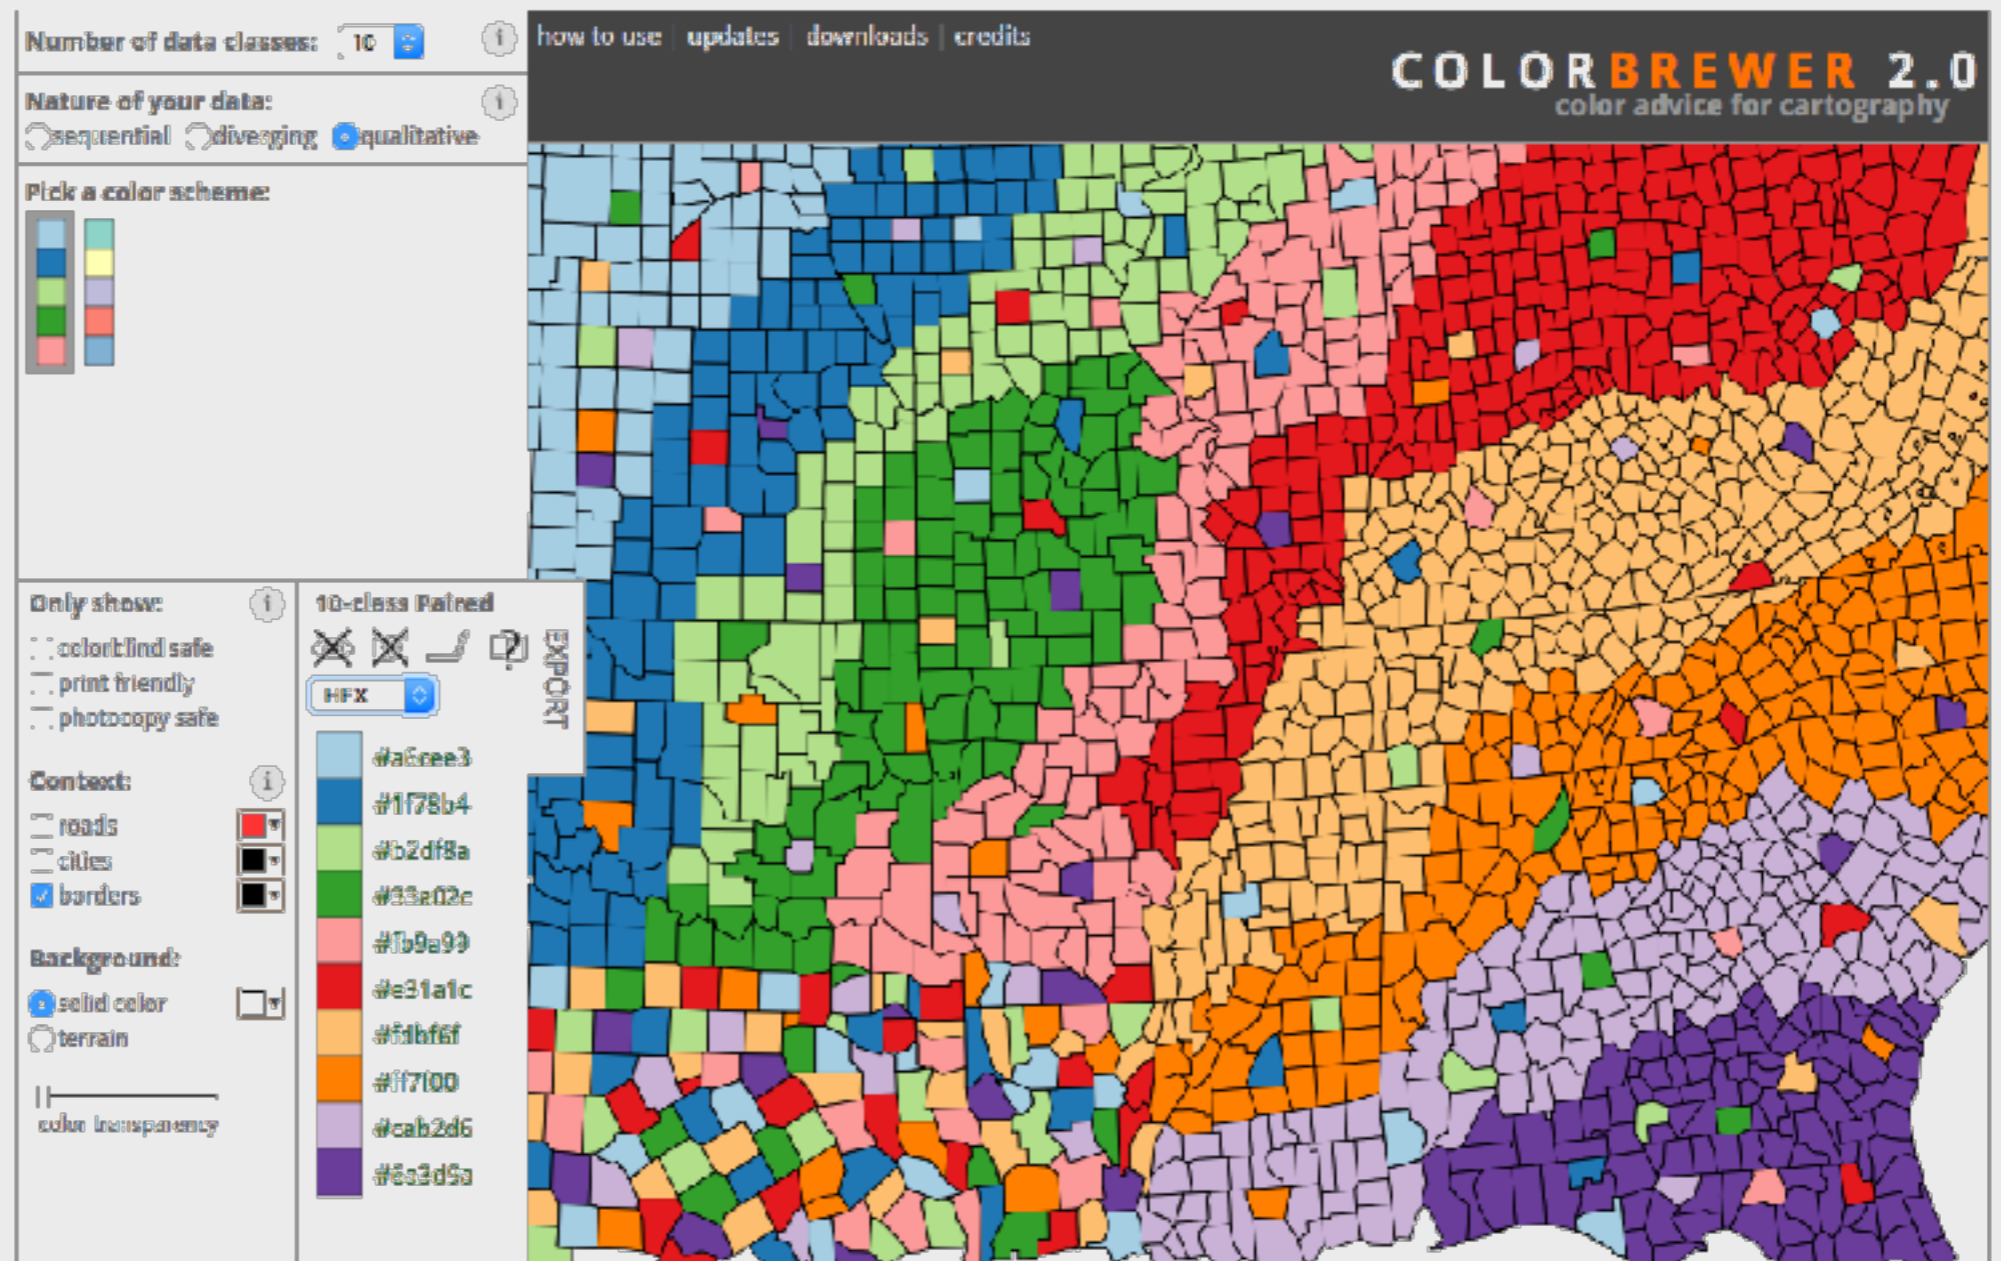 Number of data classes: 10
how to use | updates | downloads | credits
COLORBREWER 2.0
color advice for cartography
Nature of your data:
sequential diverging qualitative
Pick a color scheme:
Only show:
colorblind safe
print friendly
photocopy safe
Context:
roads
cities
borders
Background:
solid color
terrain
color transparency
10-class Paired
EXPORT
HEX
#a6cee3
#1f78b4
#b2df8a
#33a02c
#fb9a99
#e31a1c
#fdbf6f
#ff7f00
#cab2d6
#6a3d9a